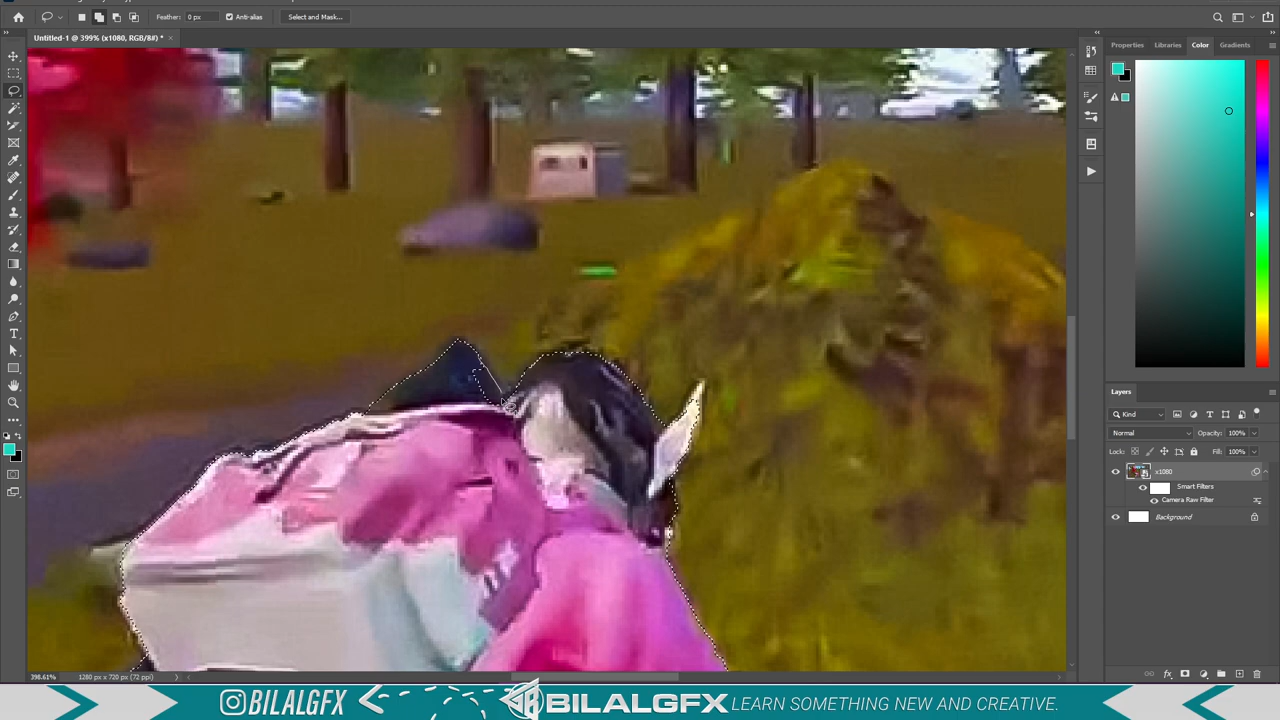 Feather: 0 px Anti-alias Select and Mask...
Untitled-1 @ 399% (x1080, RGB/8#) * ×
Properties Libraries Color Gradients
Layers
Kind
Normal Opacity: 100%
Lock: Fill: 100%
x1080
Smart Filters
Camera Raw Filter
Background
398.61% 1280 px x 720 px (72 ppi)
BILALGFX BILALGFX LEARN SOMETHING NEW AND CREATIVE.